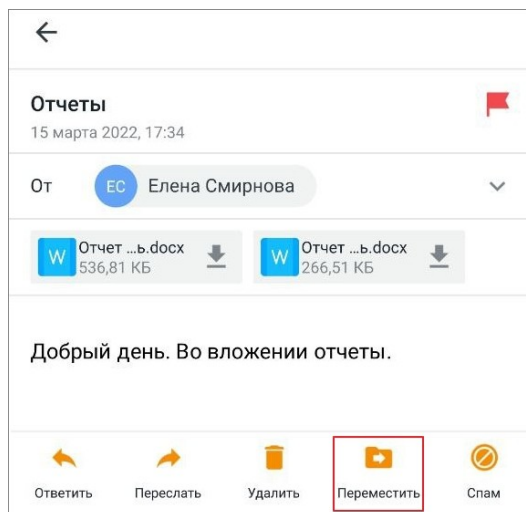 Отчеты
15 марта 2022, 17:34
От ЕС Елена Смирнова
W Отчет ...ь.docx W Отчет ...ь.docx
536,81 КБ 266,51 КБ
Добрый день. Во вложении отчеты.
Ответить Переслать Удалить Переместить Спам